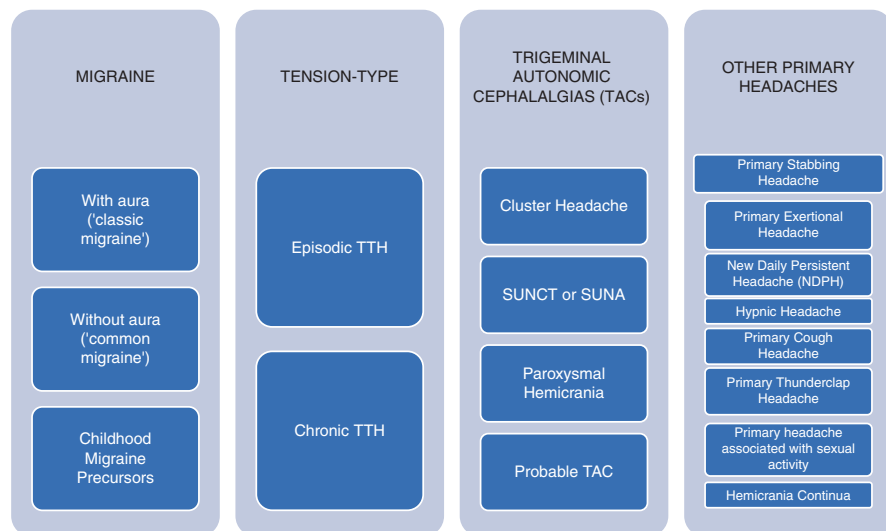 MIGRAINE
With aura
('classic
migraine')
Without aura
('common
migraine')
Childhood
Migraine
Precursors
TENSION-TYPE
Episodic TTH
Chronic TTH
TRIGEMINAL
AUTONOMIC
CEPHALALGIAS (TACs)
Cluster Headache
SUNCT or SUNA
Paroxysmal
Hemicrania
Probable TAC
OTHER PRIMARY
HEADACHES
Primary Stabbing
Headache
Primary Exertional
Headache
New Daily Persistent
Headache (NDPH)
Hypnic Headache
Primary Cough
Headache
Primary Thunderclap
Headache
Primary headache
associated with sexual
activity
Hemicrania Continua